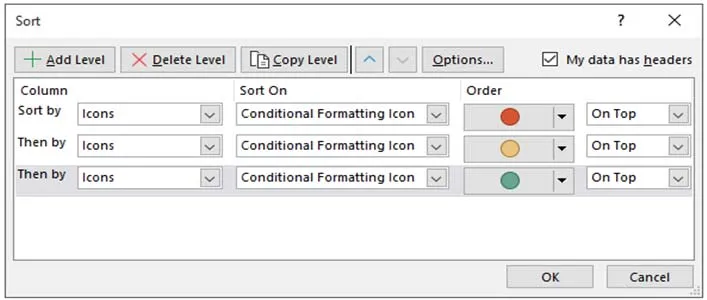 Sort ? ×
Add Level Delete Level Copy Level Options... My data has headers
Column Sort On Order
Sort by Icons Conditional Formatting Icon On Top
Then by Icons Conditional Formatting Icon On Top
Then by Icons Conditional Formatting Icon On Top
OK Cancel